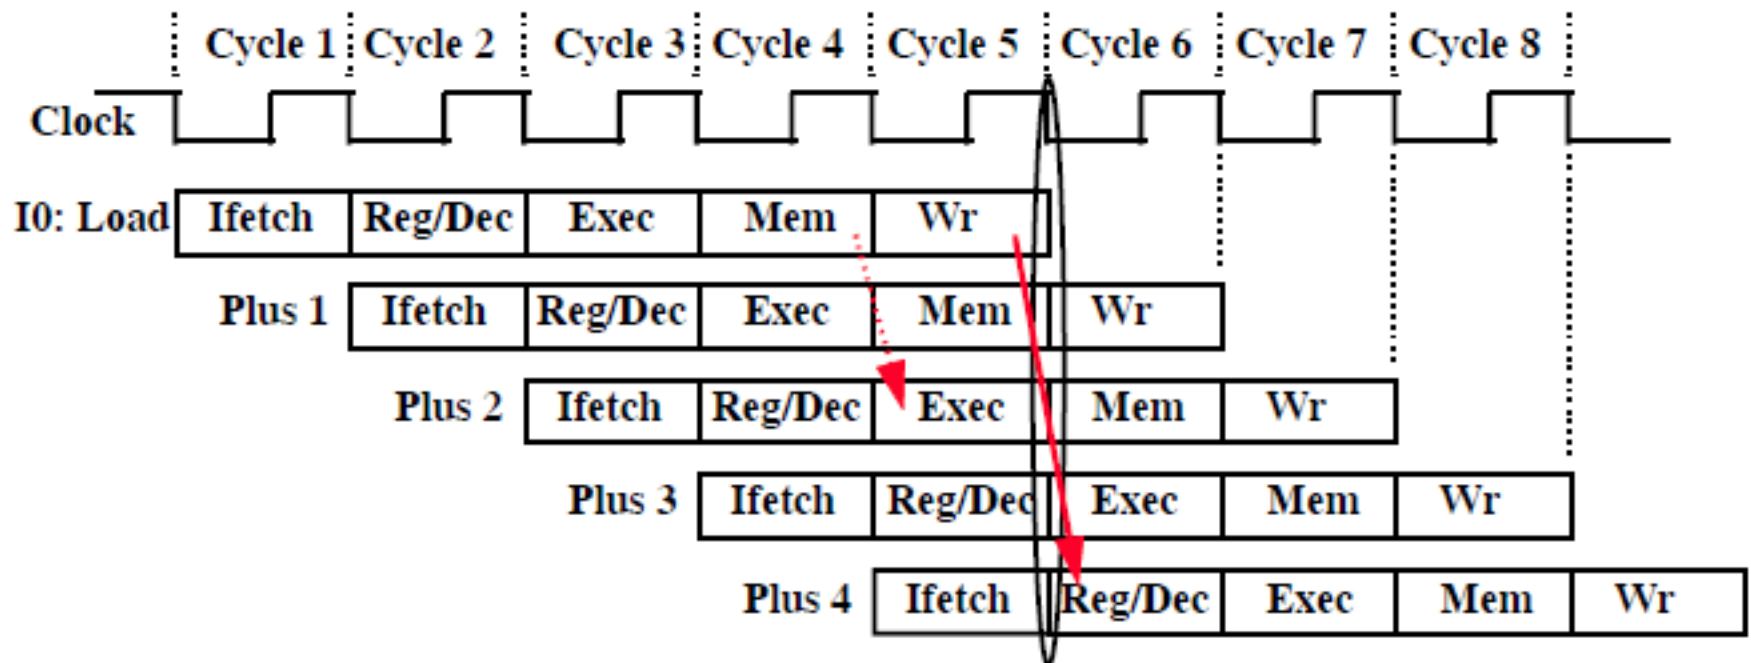 Cycle 1 Cycle 2 Cycle 3 Cycle 4 Cycle 5 Cycle 6 Cycle 7 Cycle 8
Clock
I0: Load Ifetch Reg/Dec Exec Mem Wr
Plus 1 Ifetch Reg/Dec Exec Mem Wr
Plus 2 Ifetch Reg/Dec Exec Mem Wr
Plus 3 Ifetch Reg/Dec Exec Mem Wr
Plus 4 Ifetch Reg/Dec Exec Mem Wr